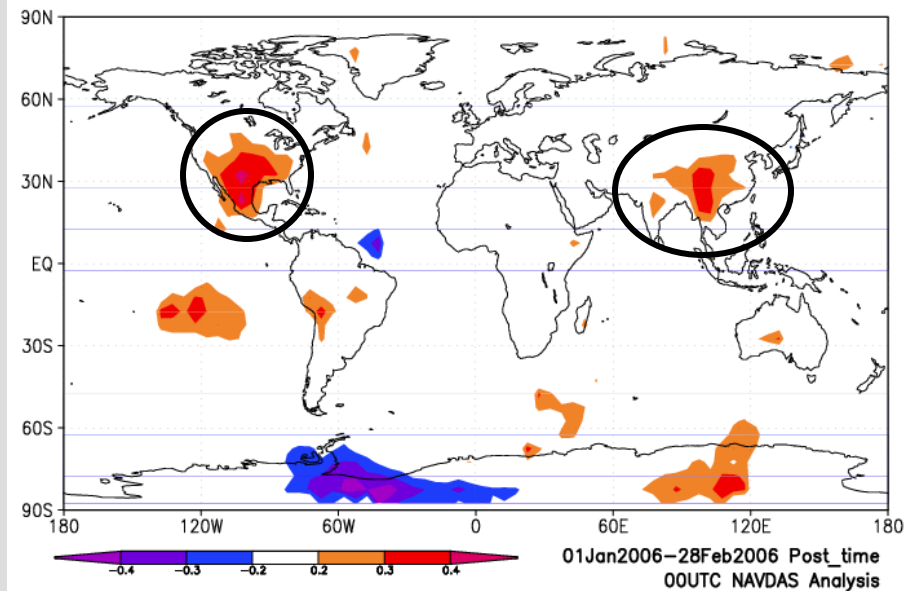 90N
60N
30N
EQ
30S
60S
90S
180 120W 60W 0 60E 120E 180
-0.4 -0.3 -0.2 0.2 0.3 0.4
01Jan2006-28Feb2006 Post_time
00UTC NAVDAS Analysis